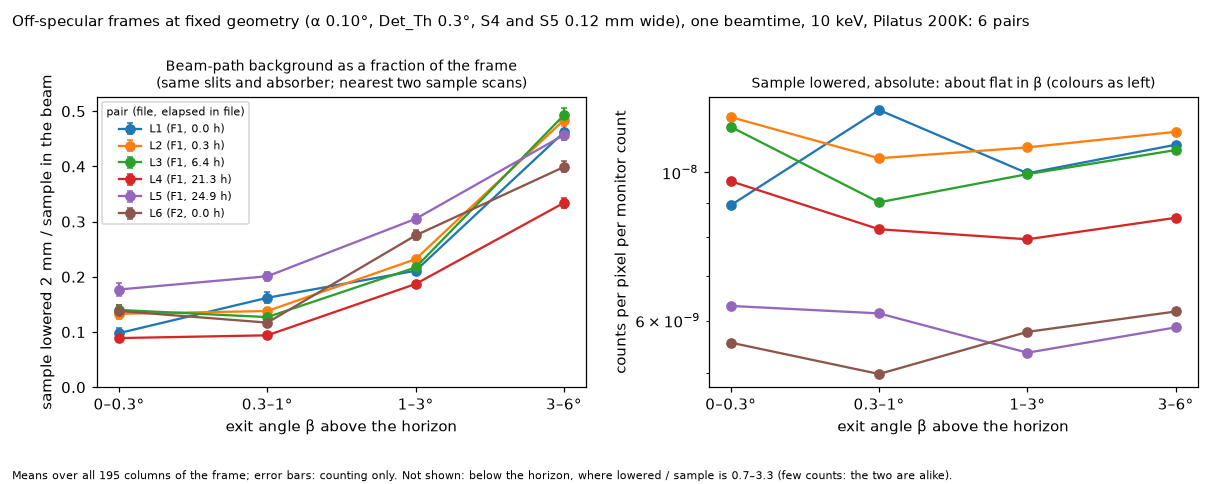 Off-specular frames at fixed geometry (α 0.10°, Det_Th 0.3°, S4 and S5 0.12 mm wide), one beamtime, 10 keV, Pilatus 200K: 6 pairs
Beam-path background as a fraction of the frame
(same slits and absorber; nearest two sample scans)
sample lowered 2 mm / sample in the beam
0.5
0.4
0.3
0.2
0.1
0.0
pair (file, elapsed in file)
L1 (F1, 0.0 h)
L2 (F1, 0.3 h)
L3 (F1, 6.4 h)
L4 (F1, 21.3 h)
L5 (F1, 24.9 h)
L6 (F2, 0.0 h)
0–0.3°
0.3–1°
1–3°
3–6°
exit angle β above the horizon
Sample lowered, absolute: about flat in β (colours as left)
counts per pixel per monitor count
10⁻⁸
6 × 10⁻⁹
0–0.3°
0.3–1°
1–3°
3–6°
exit angle β above the horizon
Means over all 195 columns of the frame; error bars: counting only. Not shown: below the horizon, where lowered / sample is 0.7–3.3 (few counts: the two are alike).